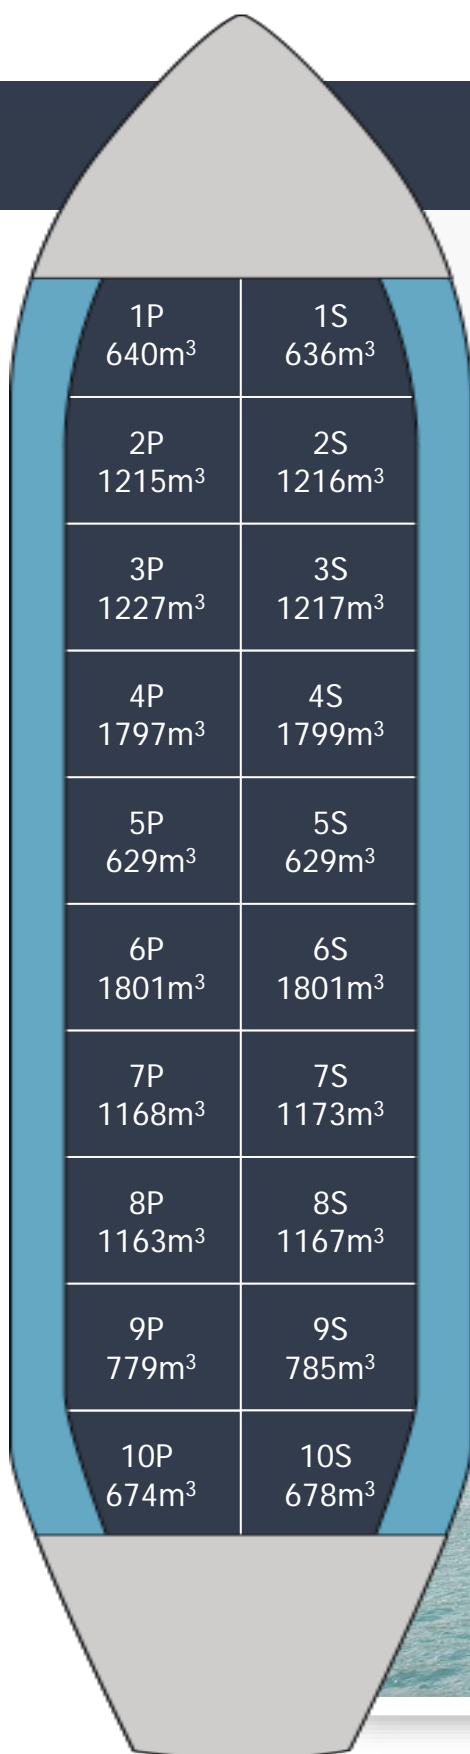 1P
640m³
1S
636m³
2P
1215m³
2S
1216m³
3P
1227m³
3S
1217m³
4P
1797m³
4S
1799m³
5P
629m³
5S
629m³
6P
1801m³
6S
1801m³
7P
1168m³
7S
1173m³
8P
1163m³
8S
1167m³
9P
779m³
9S
785m³
10P
674m³
10S
678m³